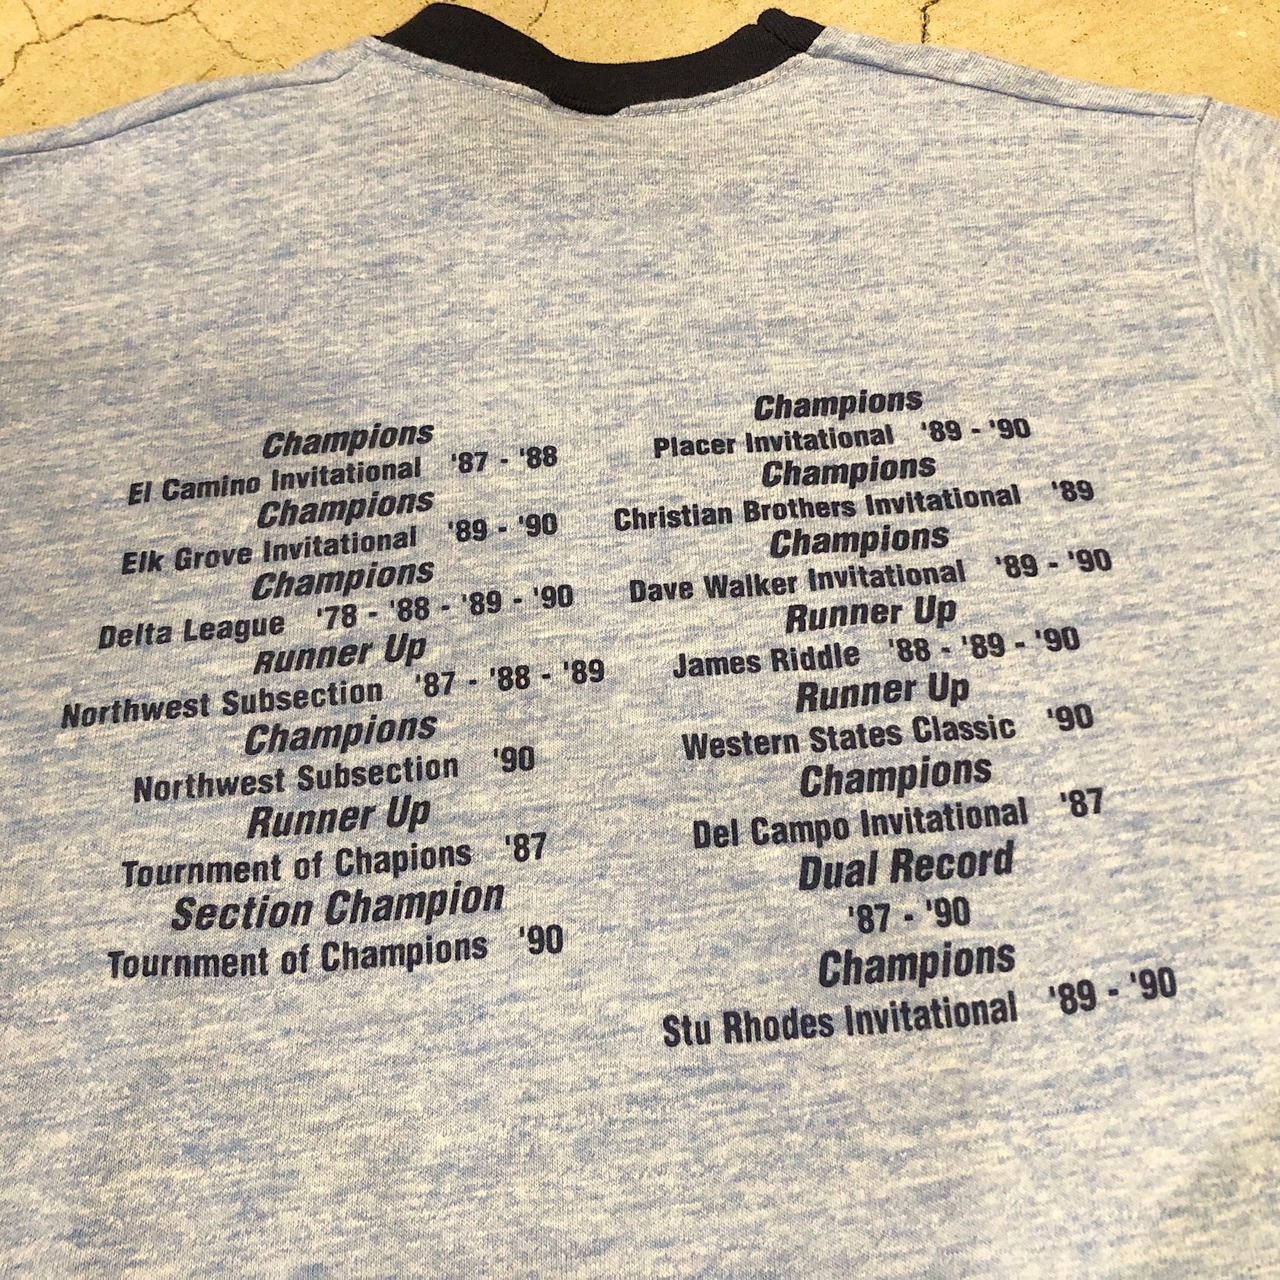 Champions
El Camino Invitational '87 - '88
Champions
Elk Grove Invitational '89 - '90
Champions
Delta League '78 - '88 - '89 - '90
Runner Up
Northwest Subsection '87 - '88 - '89
Champions
Northwest Subsection '90
Runner Up
Tournment of Chapions '87
Section Champion
Tournment of Champions '90
Champions
Placer Invitational '89 - '90
Champions
Christian Brothers Invitational '89
Champions
Dave Walker Invitational '89 - '90
Runner Up
James Riddle '88 - '89 - '90
Runner Up
Western States Classic '90
Champions
Del Campo Invitational '87
Dual Record
'87 - '90
Champions
Stu Rhodes Invitational '89 - '90